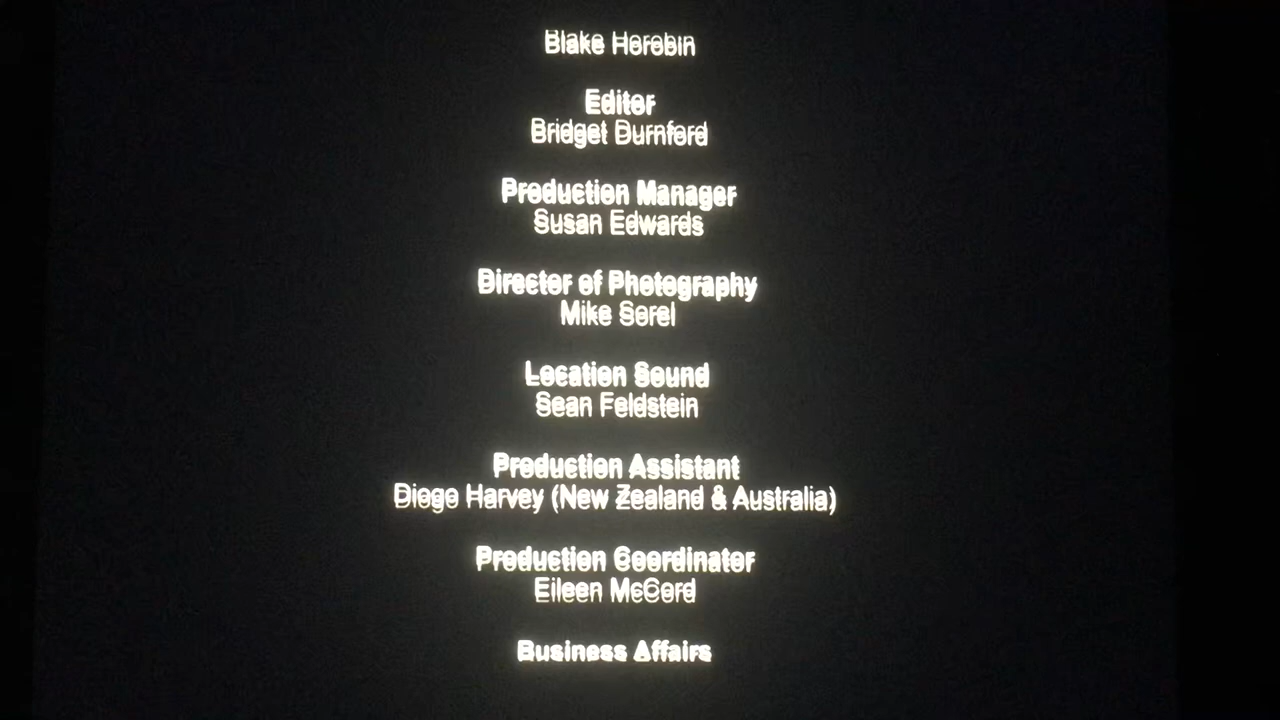 Blake Horobin
Editor
Bridget Durnford
Production Manager
Susan Edwards
Director of Photography
Mike Sorel
Location Sound
Sean Feldstein
Production Assistant
Diogo Harvey (New Zealand & Australia)
Production Coordinator
Eileen McCord
Business Affairs